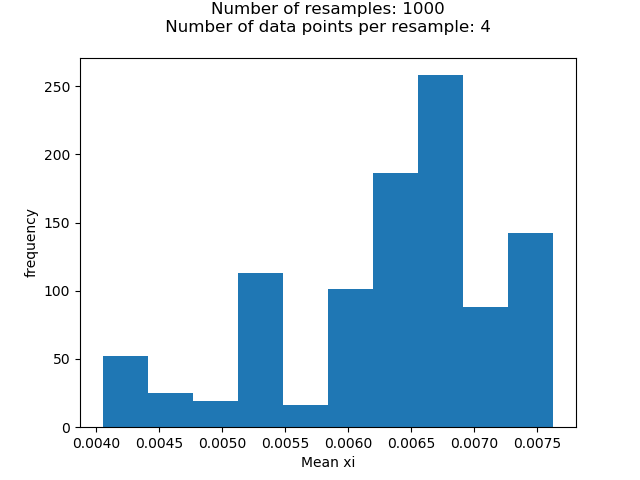 Number of resamples: 1000
Number of data points per resample: 4
250
200
150
100
50
0
frequency
0.0040 0.0045 0.0050 0.0055 0.0060 0.0065 0.0070 0.0075
Mean xi